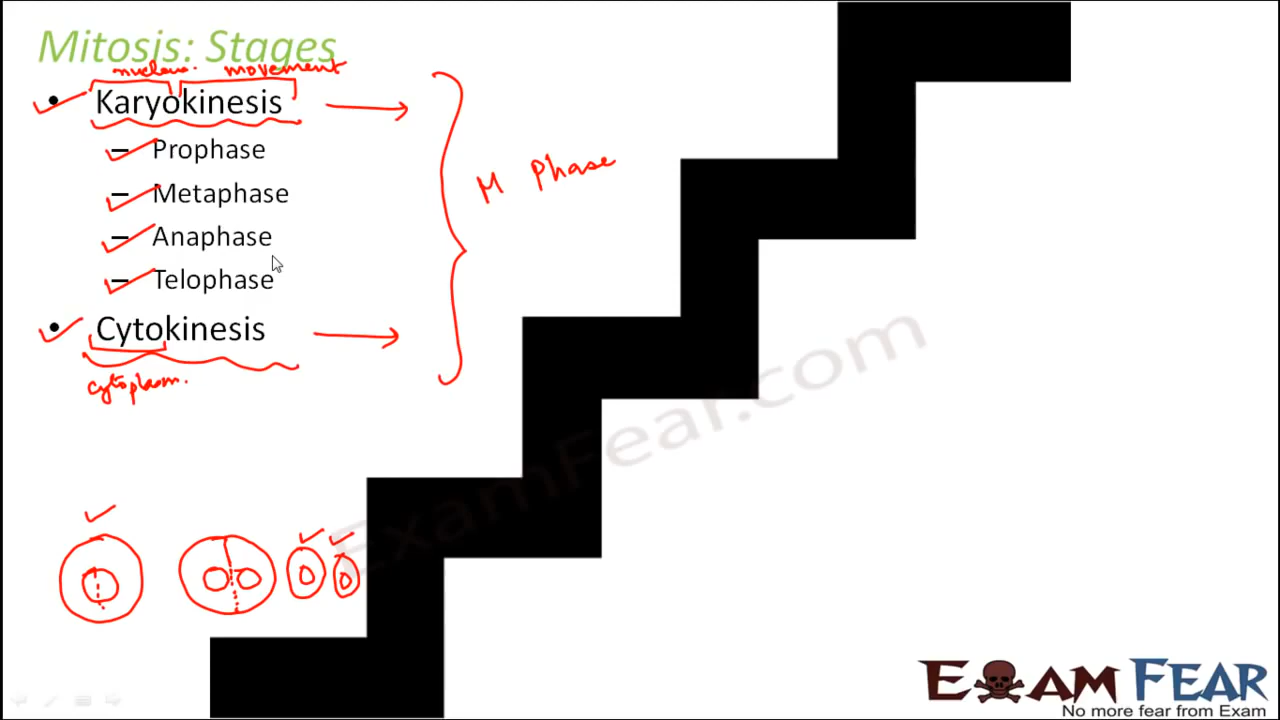 Mitosis: Stages
nucleus. movement
• Karyokinesis
– Prophase
– Metaphase
– Anaphase
– Telophase
M Phase
• Cytokinesis
cytoplasm.
ExamFear.com
EXAM FEAR
No more fear from Exam